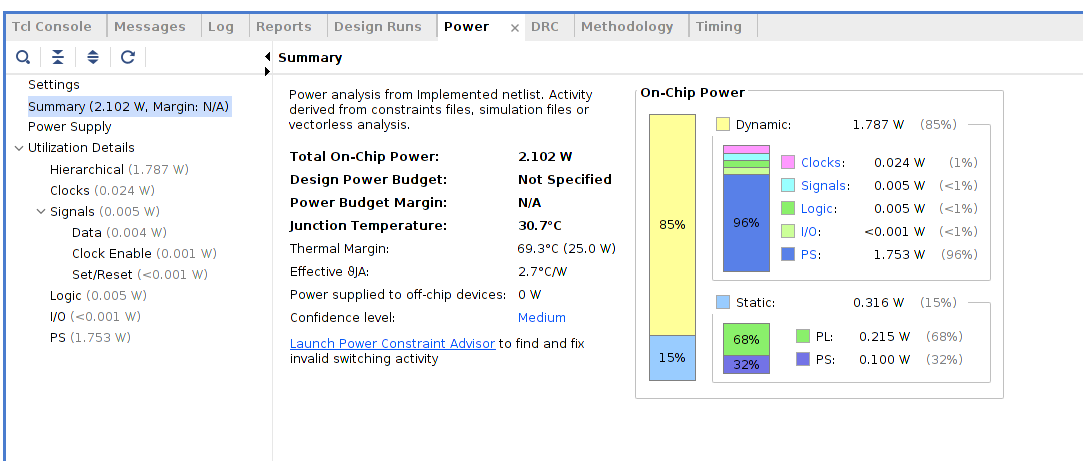 Tcl Console Messages Log Reports Design Runs Power × DRC Methodology Timing
Summary
Settings
Summary (2.102 W, Margin: N/A)
Power Supply
Utilization Details
Hierarchical (1.787 W)
Clocks (0.024 W)
Signals (0.005 W)
Data (0.004 W)
Clock Enable (0.001 W)
Set/Reset (<0.001 W)
Logic (0.005 W)
I/O (<0.001 W)
PS (1.753 W)
Power analysis from Implemented netlist. Activity
derived from constraints files, simulation files or
vectorless analysis.
Total On-Chip Power: 2.102 W
Design Power Budget: Not Specified
Power Budget Margin: N/A
Junction Temperature: 30.7°C
Thermal Margin: 69.3°C (25.0 W)
Effective ϑJA: 2.7°C/W
Power supplied to off-chip devices: 0 W
Confidence level: Medium
Launch Power Constraint Advisor to find and fix
invalid switching activity
On-Chip Power
85%
15%
Dynamic: 1.787 W (85%)
96%
Clocks: 0.024 W (1%)
Signals: 0.005 W (<1%)
Logic: 0.005 W (<1%)
I/O: <0.001 W (<1%)
PS: 1.753 W (96%)
Static: 0.316 W (15%)
68%
32%
PL: 0.215 W (68%)
PS: 0.100 W (32%)